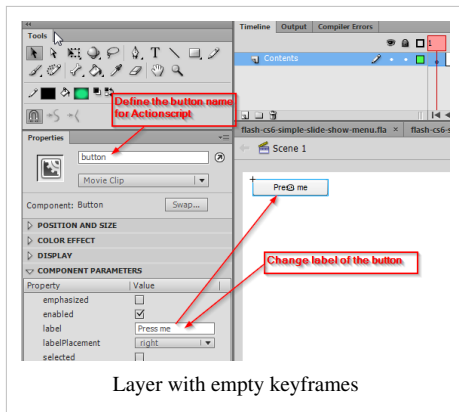 Tools
Timeline Output Compiler Errors
1
Contents
Define the button name
for Actionscript
flash-cs6-simple-slide-show-menu.fla × flash-cs6-s
Properties
Scene 1
button
Movie Clip
Press me
Component: Button Swap...
POSITION AND SIZE
COLOR EFFECT
DISPLAY
Change label of the button
COMPONENT PARAMETERS
Property Value
emphasized
enabled
label Press me
labelPlacement right
selected
Layer with empty keyframes